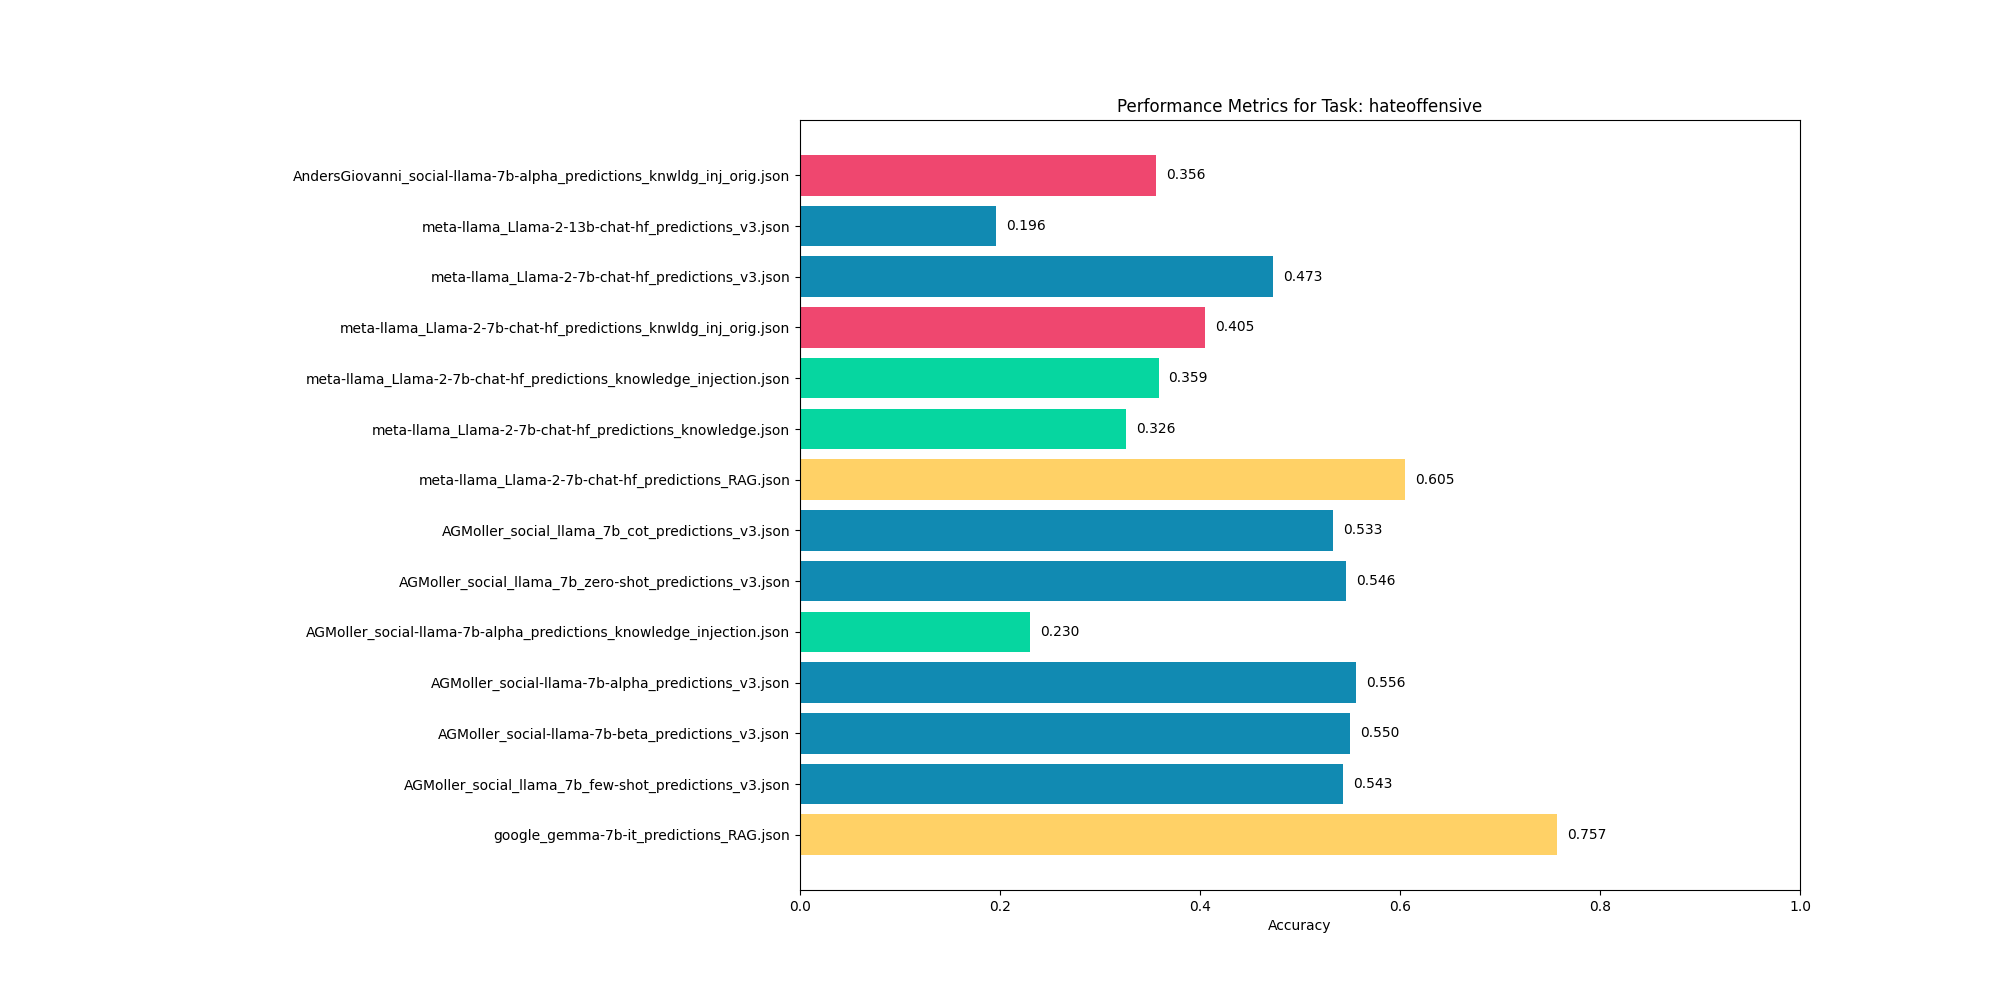 Performance Metrics for Task: hateoffensive
AndersGiovanni_social-llama-7b-alpha_predictions_knwldg_inj_orig.json 0.356
meta-llama_Llama-2-13b-chat-hf_predictions_v3.json 0.196
meta-llama_Llama-2-7b-chat-hf_predictions_v3.json 0.473
meta-llama_Llama-2-7b-chat-hf_predictions_knwldg_inj_orig.json 0.405
meta-llama_Llama-2-7b-chat-hf_predictions_knowledge_injection.json 0.359
meta-llama_Llama-2-7b-chat-hf_predictions_knowledge.json 0.326
meta-llama_Llama-2-7b-chat-hf_predictions_RAG.json 0.605
AGMoller_social_llama_7b_cot_predictions_v3.json 0.533
AGMoller_social_llama_7b_zero-shot_predictions_v3.json 0.546
AGMoller_social-llama-7b-alpha_predictions_knowledge_injection.json 0.230
AGMoller_social-llama-7b-alpha_predictions_v3.json 0.556
AGMoller_social-llama-7b-beta_predictions_v3.json 0.550
AGMoller_social_llama_7b_few-shot_predictions_v3.json 0.543
google_gemma-7b-it_predictions_RAG.json 0.757
0.0 0.2 0.4 0.6 0.8 1.0
Accuracy